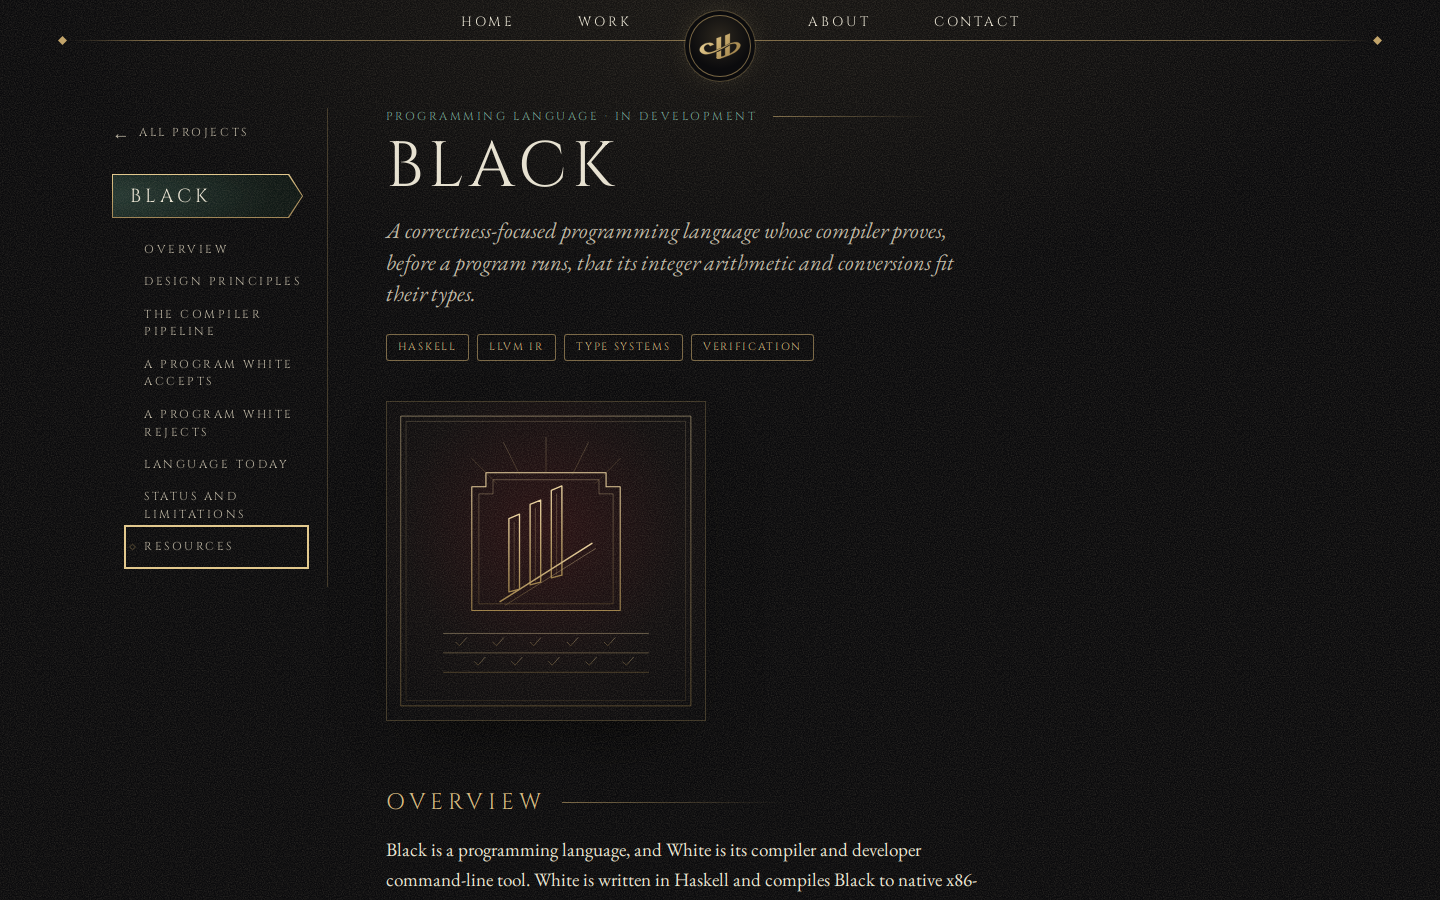 HOME
WORK
ABOUT
CONTACT
← ALL PROJECTS
BLACK
OVERVIEW
DESIGN PRINCIPLES
THE COMPILER
PIPELINE
A PROGRAM WHITE
ACCEPTS
A PROGRAM WHITE
REJECTS
LANGUAGE TODAY
STATUS AND
LIMITATIONS
RESOURCES
PROGRAMMING LANGUAGE · IN DEVELOPMENT
BLACK
A correctness-focused programming language whose compiler proves,
before a program runs, that its integer arithmetic and conversions fit
their types.
HASKELL
LLVM IR
TYPE SYSTEMS
VERIFICATION
OVERVIEW
Black is a programming language, and White is its compiler and developer
command-line tool. White is written in Haskell and compiles Black to native x86-